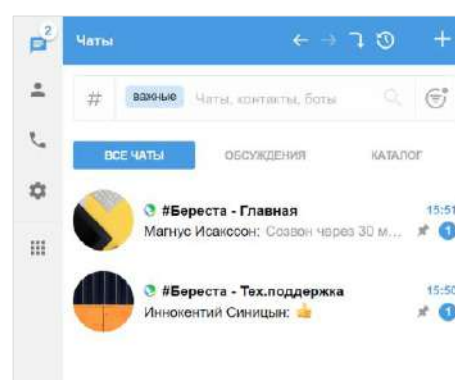 2
Чаты
# важные Чаты, контакты, боты
ВСЕ ЧАТЫ ОБСУЖДЕНИЯ КАТАЛОГ
#Береста - Главная 15:51
Магнус Исакссон: Созвон через 30 м... 1
#Береста - Тех.поддержка 15:50
Иннокентий Синицын: 👍 1